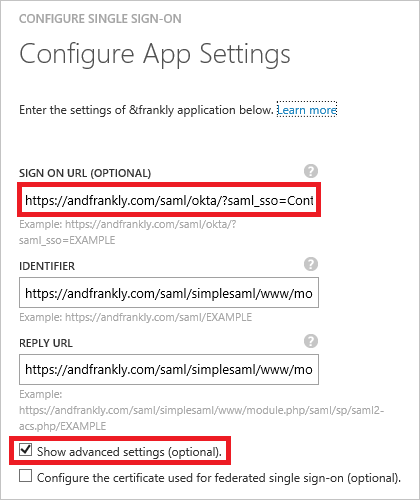 CONFIGURE SINGLE SIGN-ON
Configure App Settings
Enter the settings of &frankly application below. Learn more
SIGN ON URL (OPTIONAL) ?
https://andfrankly.com/saml/okta/?saml_sso=Cont
Example: https://andfrankly.com/saml/okta/?
saml_sso=EXAMPLE
IDENTIFIER ?
https://andfrankly.com/saml/simplesaml/www/mo
Example: https://andfrankly.com/saml/EXAMPLE
REPLY URL ?
https://andfrankly.com/saml/simplesaml/www/mo
Example:
https://andfrankly.com/saml/simplesaml/www/module.php/saml/sp/saml2-
acs.php/EXAMPLE
Show advanced settings (optional).
Configure the certificate used for federated single sign-on (optional).